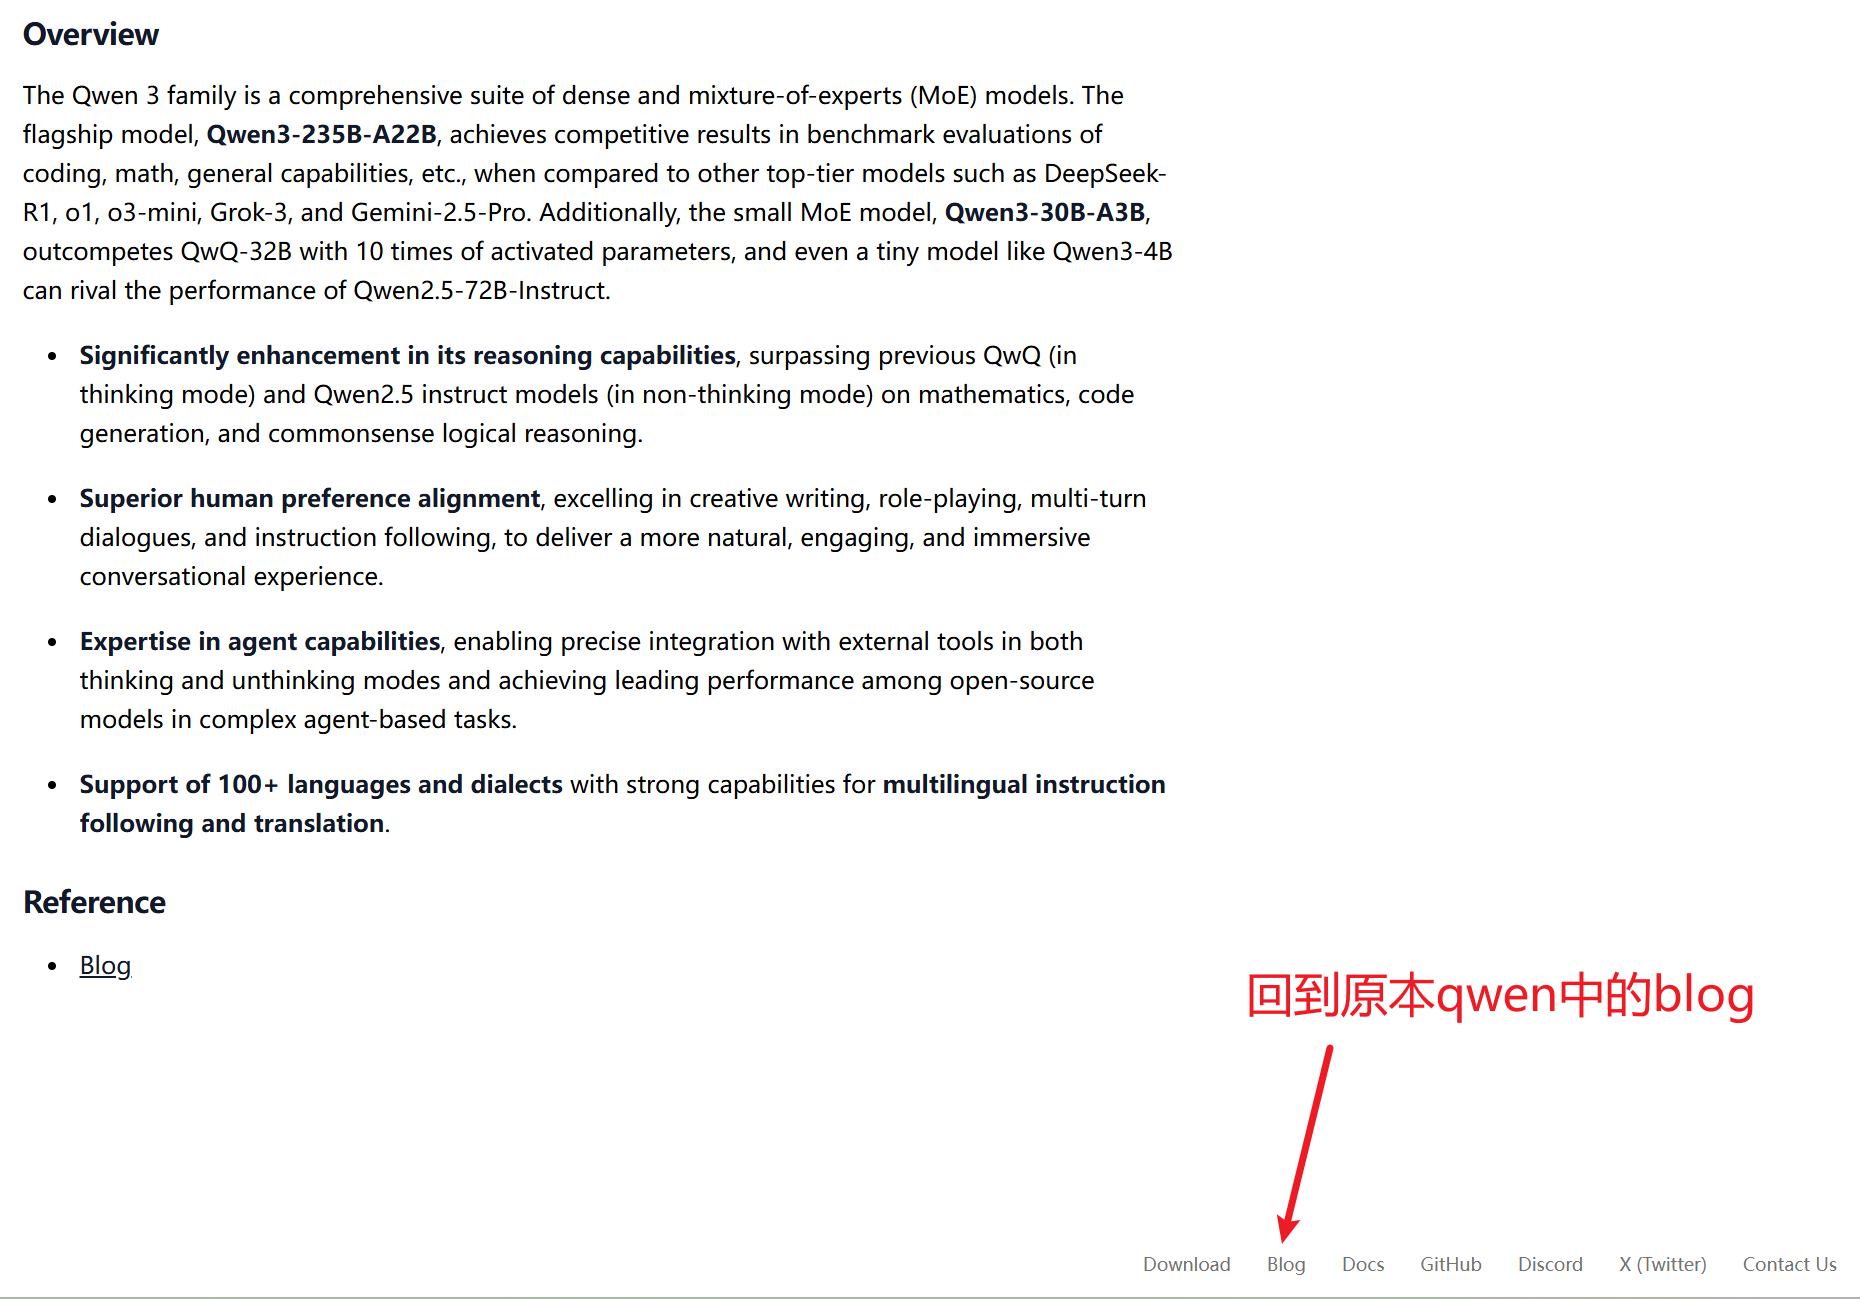 Overview
The Qwen 3 family is a comprehensive suite of dense and mixture-of-experts (MoE) models. The
flagship model, Qwen3-235B-A22B, achieves competitive results in benchmark evaluations of
coding, math, general capabilities, etc., when compared to other top-tier models such as DeepSeek-
R1, o1, o3-mini, Grok-3, and Gemini-2.5-Pro. Additionally, the small MoE model, Qwen3-30B-A3B,
outcompetes QwQ-32B with 10 times of activated parameters, and even a tiny model like Qwen3-4B
can rival the performance of Qwen2.5-72B-Instruct.
• Significantly enhancement in its reasoning capabilities, surpassing previous QwQ (in
thinking mode) and Qwen2.5 instruct models (in non-thinking mode) on mathematics, code
generation, and commonsense logical reasoning.
• Superior human preference alignment, excelling in creative writing, role-playing, multi-turn
dialogues, and instruction following, to deliver a more natural, engaging, and immersive
conversational experience.
• Expertise in agent capabilities, enabling precise integration with external tools in both
thinking and unthinking modes and achieving leading performance among open-source
models in complex agent-based tasks.
• Support of 100+ languages and dialects with strong capabilities for multilingual instruction
following and translation.
Reference
• Blog
回到原本qwen中的blog
Download Blog Docs GitHub Discord X (Twitter) Contact Us